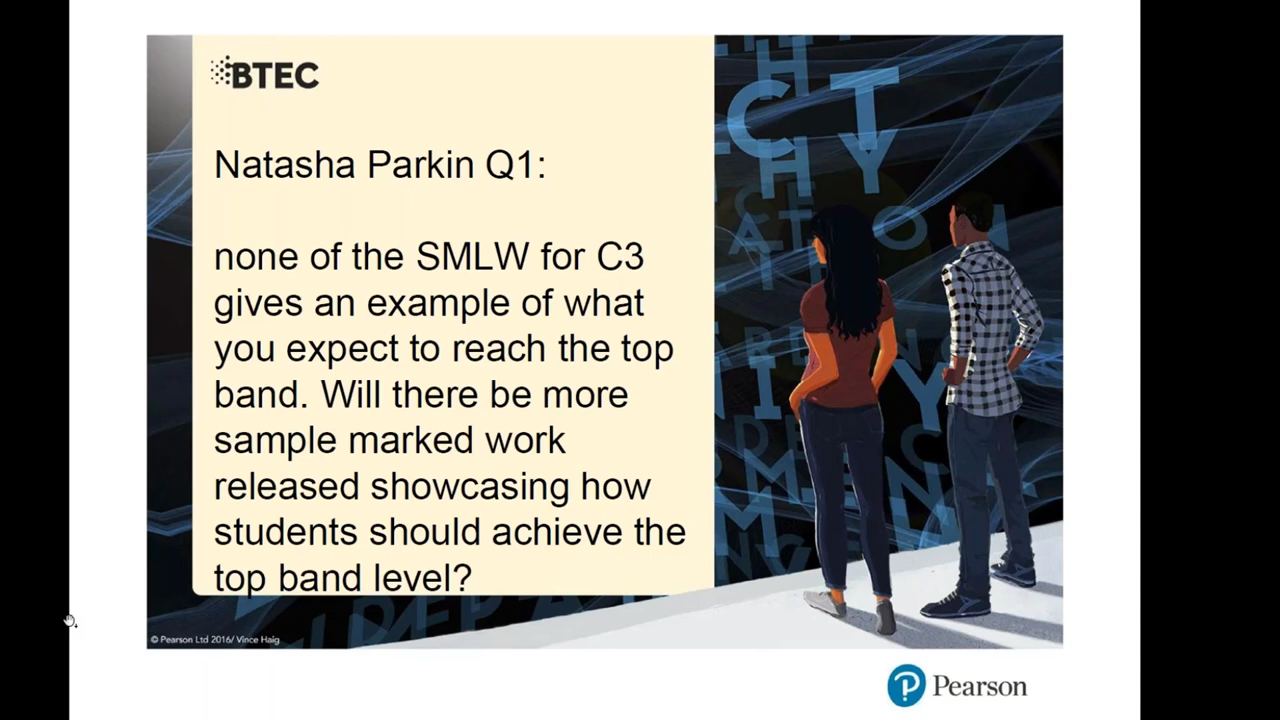 BTEC
Natasha Parkin Q1:
none of the SMLW for C3
gives an example of what
you expect to reach the top
band. Will there be more
sample marked work
released showcasing how
students should achieve the
top band level?
© Pearson Ltd 2016/ Vince Haig
Pearson